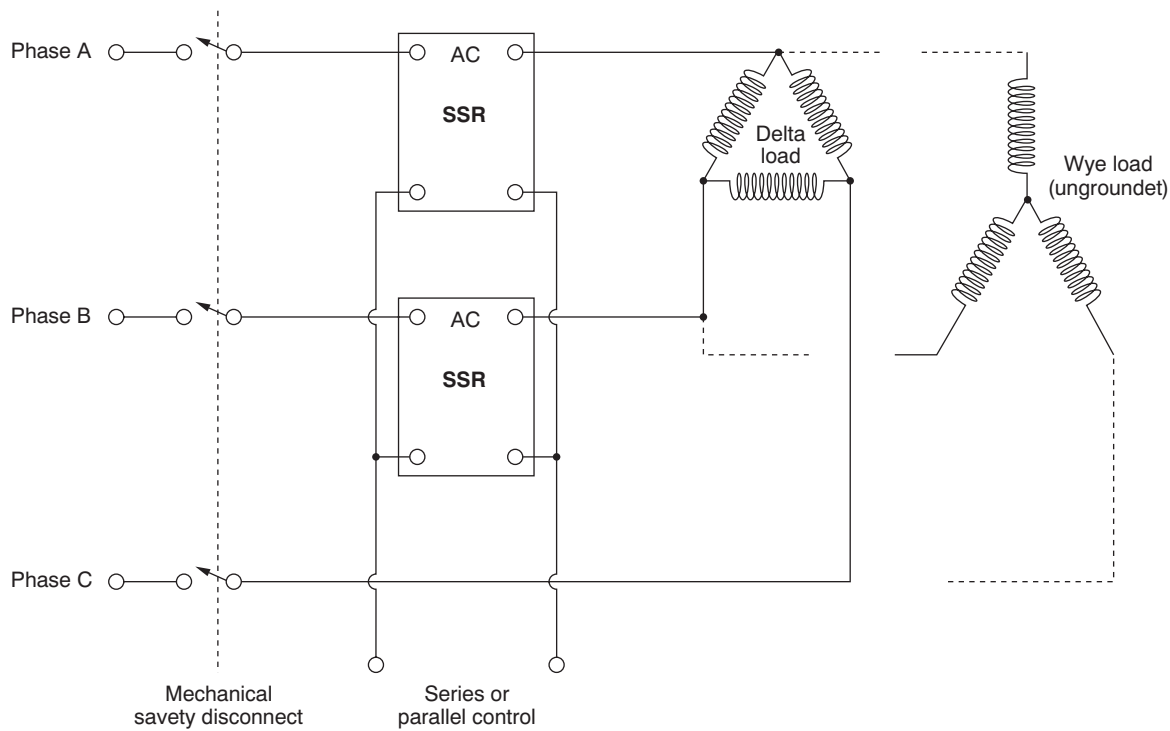 Phase A
AC
SSR
Delta
load
Wye load
(ungroundet)
Phase B
AC
SSR
Phase C
Mechanical
savety disconnect
Series or
parallel control